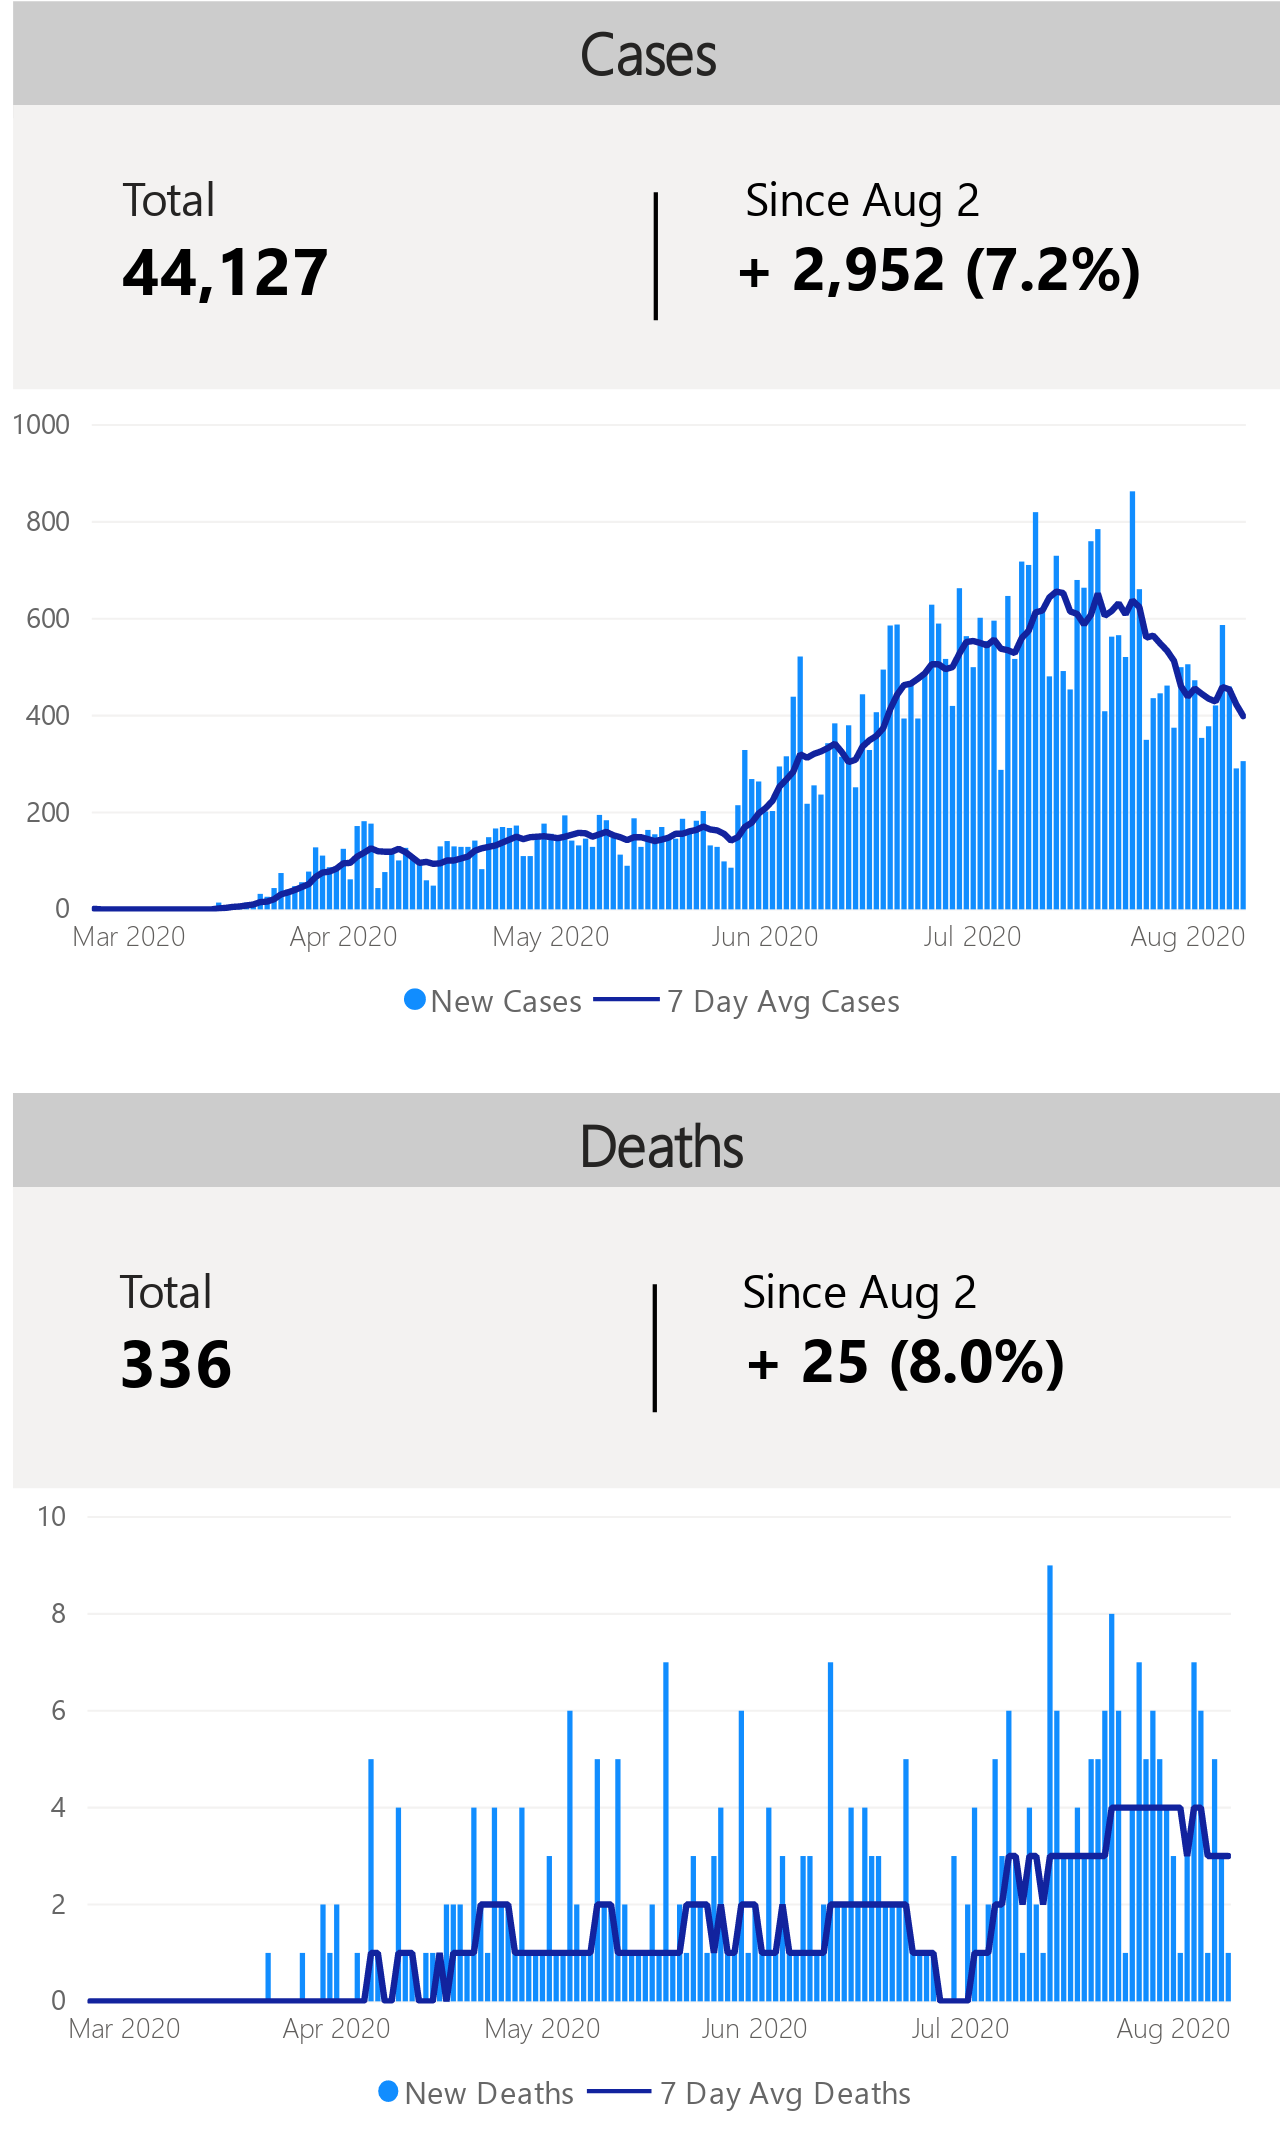 Cases
Total
Since Aug 2
44,127
+ 2,952 (7.2%)
1000
800
600
400
200
0
Mar 2020 Apr 2020 May 2020 Jun 2020 Jul 2020 Aug 2020
New Cases 7 Day Avg Cases
Deaths
Total
Since Aug 2
336
+ 25 (8.0%)
10
8
6
4
2
0
Mar 2020 Apr 2020 May 2020 Jun 2020 Jul 2020 Aug 2020
New Deaths 7 Day Avg Deaths